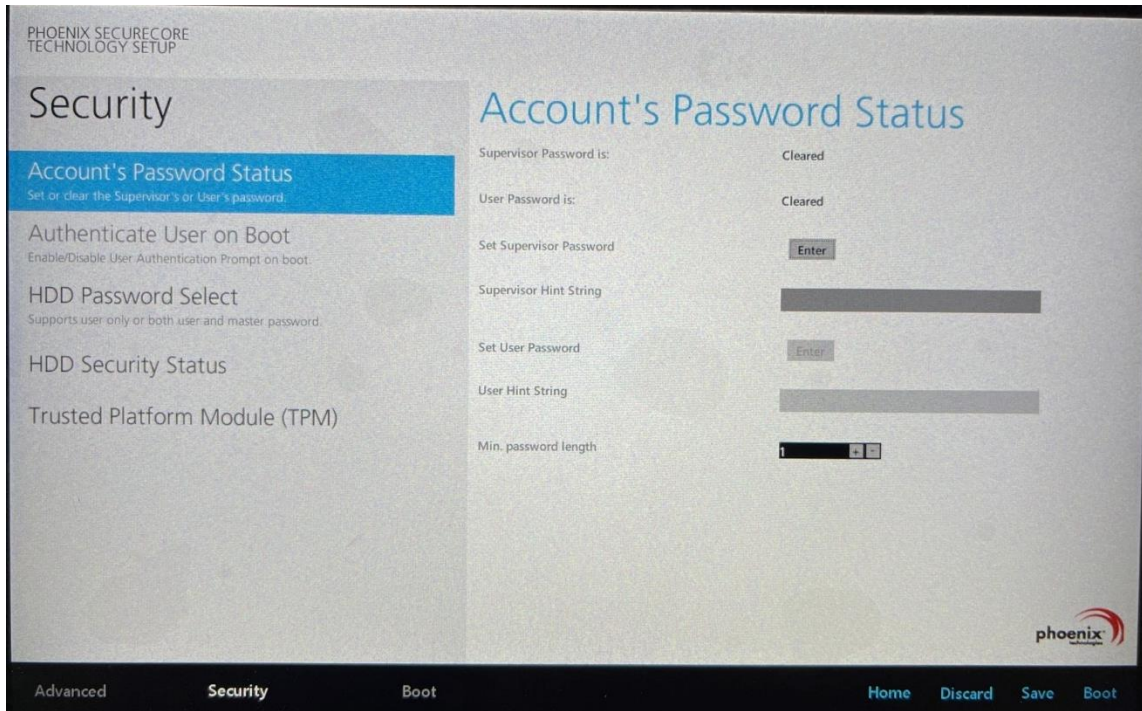 PHOENIX SECURECORE
TECHNOLOGY SETUP
Security
Account's Password Status
Set or clear the Supervisor's or User's password.
Authenticate User on Boot
Enable/Disable User Authentication Prompt on boot.
HDD Password Select
Supports user only or both user and master password.
HDD Security Status
Trusted Platform Module (TPM)
Account's Password Status
Supervisor Password is: Cleared
User Password is: Cleared
Set Supervisor Password Enter
Supervisor Hint String
Set User Password Enter
User Hint String
Min. password length 1 + -
phoenix
technologies
Advanced Security Boot Home Discard Save Boot